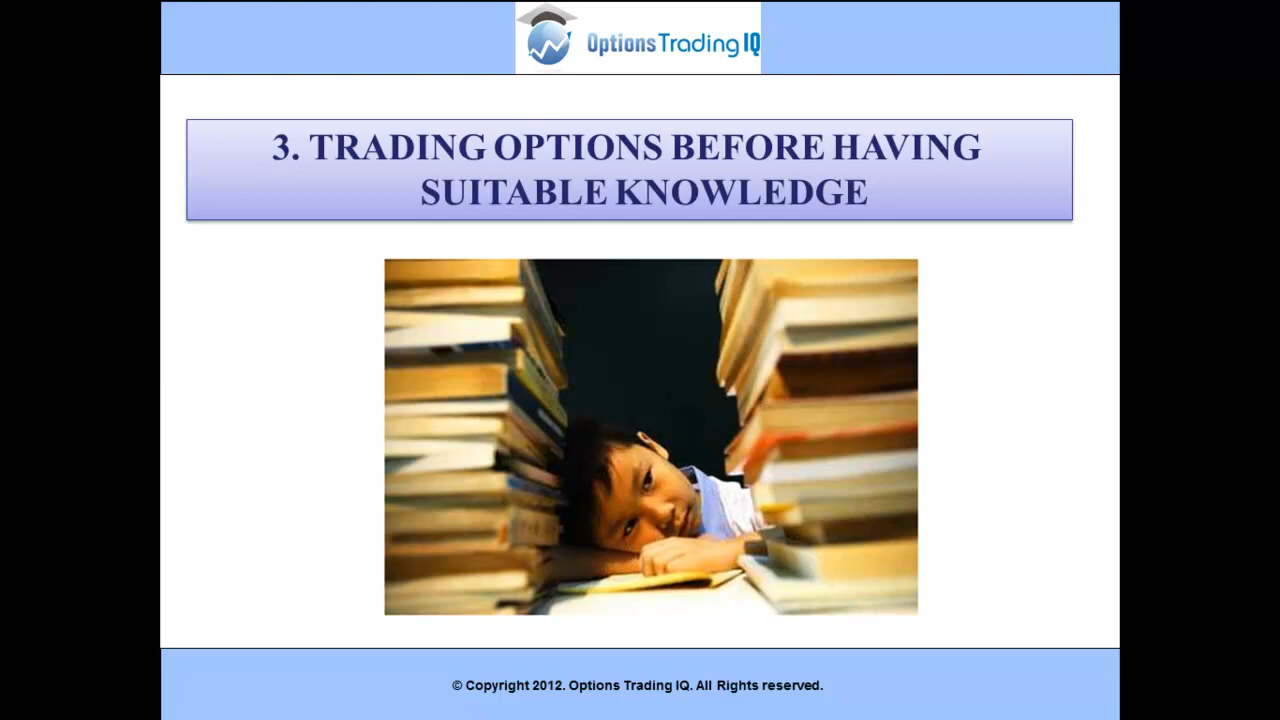 Options Trading IQ
3. TRADING OPTIONS BEFORE HAVING
SUITABLE KNOWLEDGE
© Copyright 2012. Options Trading IQ. All Rights reserved.